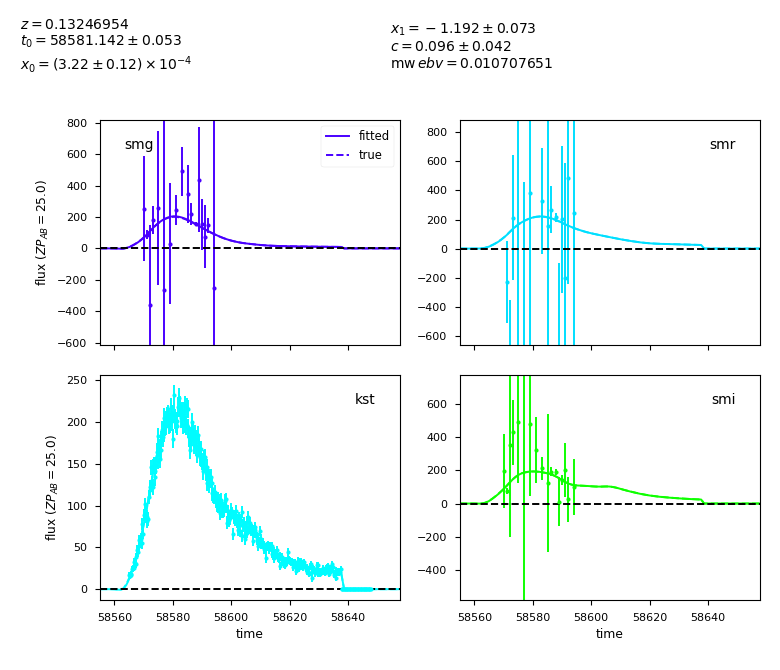 z = 0.13246954
t₀ = 58581.142 ± 0.053
x₀ = (3.22 ± 0.12) × 10⁻⁴
x₁ = −1.192 ± 0.073
c = 0.096 ± 0.042
mw ebv = 0.010707651
smg
fitted
true
800
600
400
200
0
−200
−400
−600
flux (ZP_AB = 25.0)
smr
800
600
400
200
0
−200
−400
−600
kst
250
200
150
100
50
0
flux (ZP_AB = 25.0)
58560 58580 58600 58620 58640
time
smi
600
400
200
0
−200
−400
58560 58580 58600 58620 58640
time